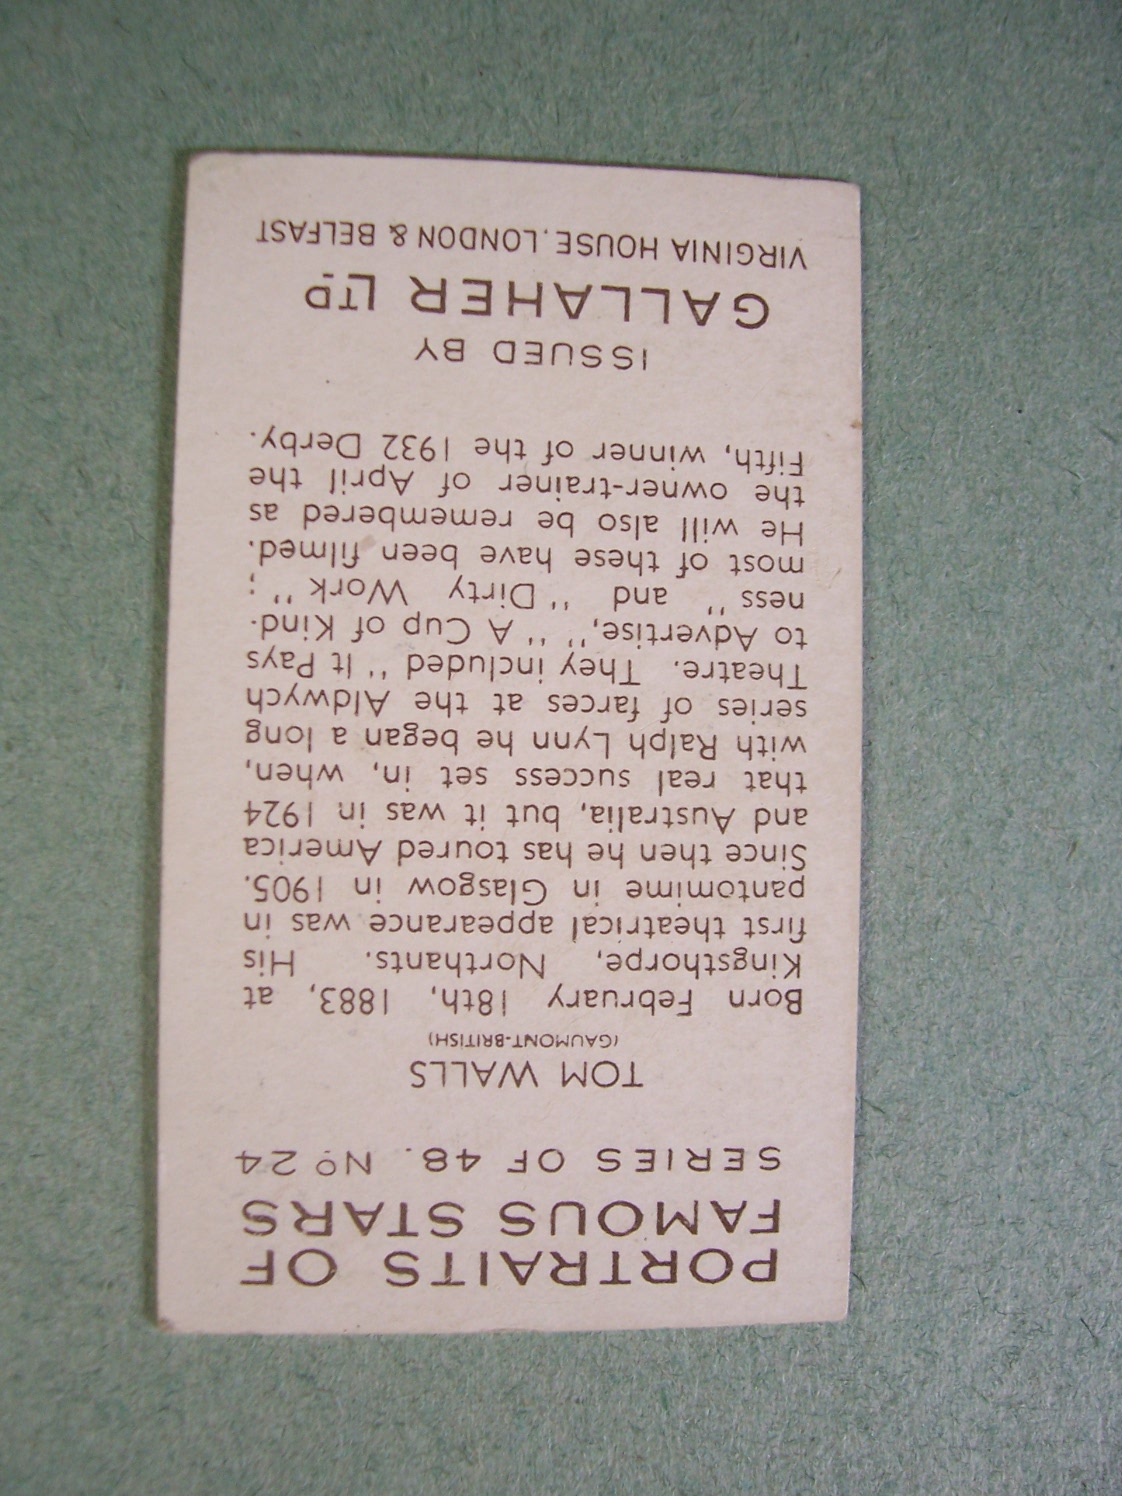 PORTRAITS OF
FAMOUS STARS
SERIES OF 48. No 24
TOM WALLS
(GAUMONT-BRITISH)
Born February 18th, 1883, at
Kingsthorpe, Northants. His
first theatrical appearance was in
pantomime in Glasgow in 1905.
Since then he has toured America
and Australia, but it was in 1924
that real success set in, when,
with Ralph Lynn he began a long
series of farces at the Aldwych
Theatre. They included "It Pays
to Advertise," "A Cup of Kind-
ness" and "Dirty Work";
most of these have been filmed.
He will also be remembered as
the owner-trainer of April the
Fifth, winner of the 1932 Derby.
ISSUED BY
GALLAHER LTD
VIRGINIA HOUSE. LONDON & BELFAST